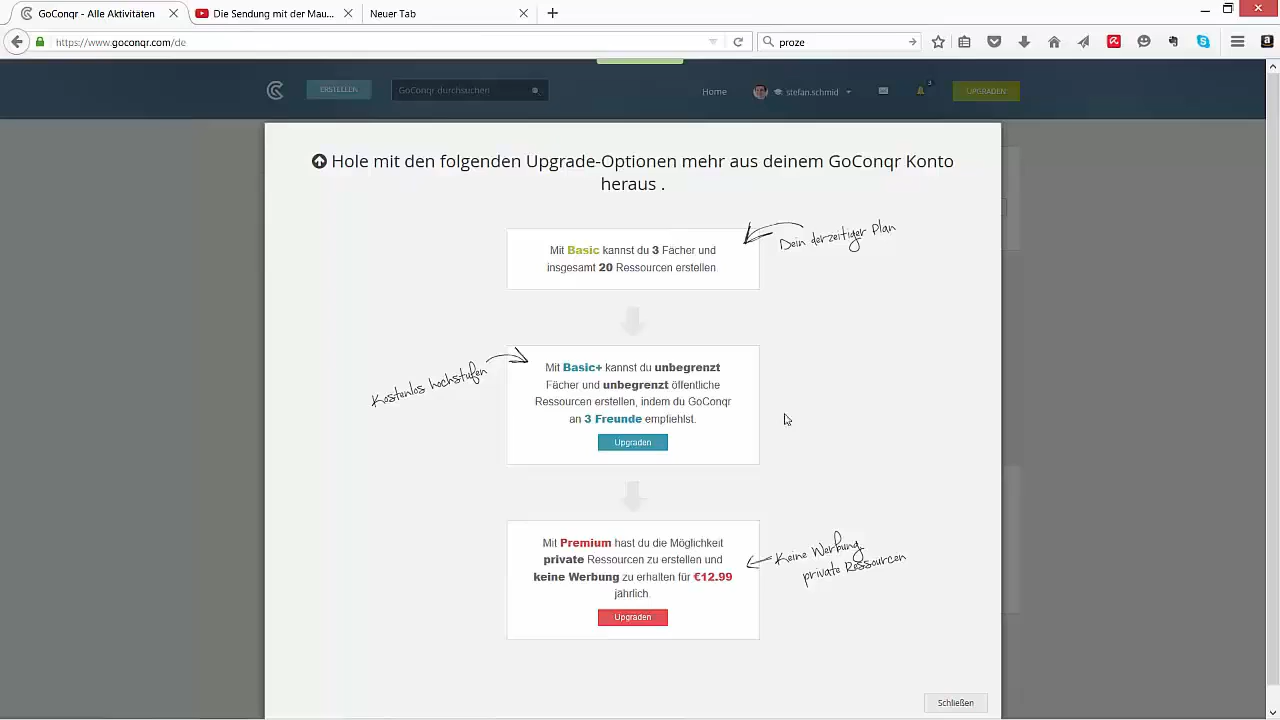 GoConqr - Alle Aktivitäten
Die Sendung mit der Mau...
Neuer Tab
https://www.goconqr.com/de
proze
ERSTELLEN
GoConqr durchsuchen
Home
stefan.schmid
3
UPGRADEN
Hole mit den folgenden Upgrade-Optionen mehr aus deinem GoConqr Konto
heraus .
Mit Basic kannst du 3 Fächer und
insgesamt 20 Ressourcen erstellen.
Dein derzeitiger Plan
Kostenlos hochstufen
Mit Basic+ kannst du unbegrenzt
Fächer und unbegrenzt öffentliche
Ressourcen erstellen, indem du GoConqr
an 3 Freunde empfiehlst.
Upgraden
Mit Premium hast du die Möglichkeit
private Ressourcen zu erstellen und
keine Werbung zu erhalten für €12.99
jährlich.
Upgraden
Keine Werbung
private Ressourcen
Schließen